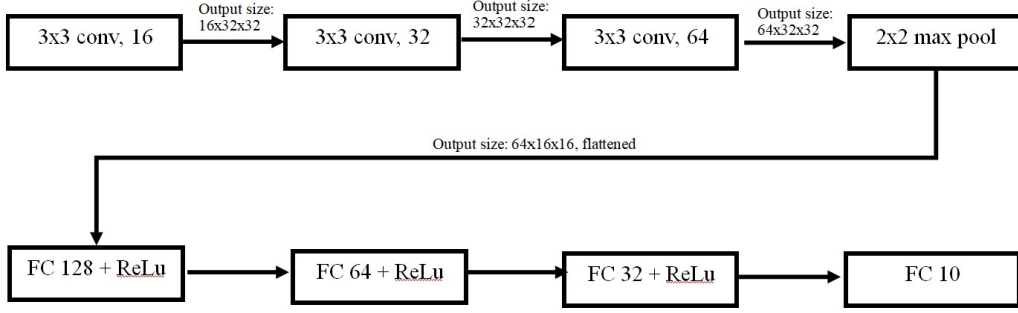 3x3 conv, 16
Output size:
16x32x32
3x3 conv, 32
Output size:
32x32x32
3x3 conv, 64
Output size:
64x32x32
2x2 max pool
Output size: 64x16x16, flattened
FC 128 + ReLu
FC 64 + ReLu
FC 32 + ReLu
FC 10